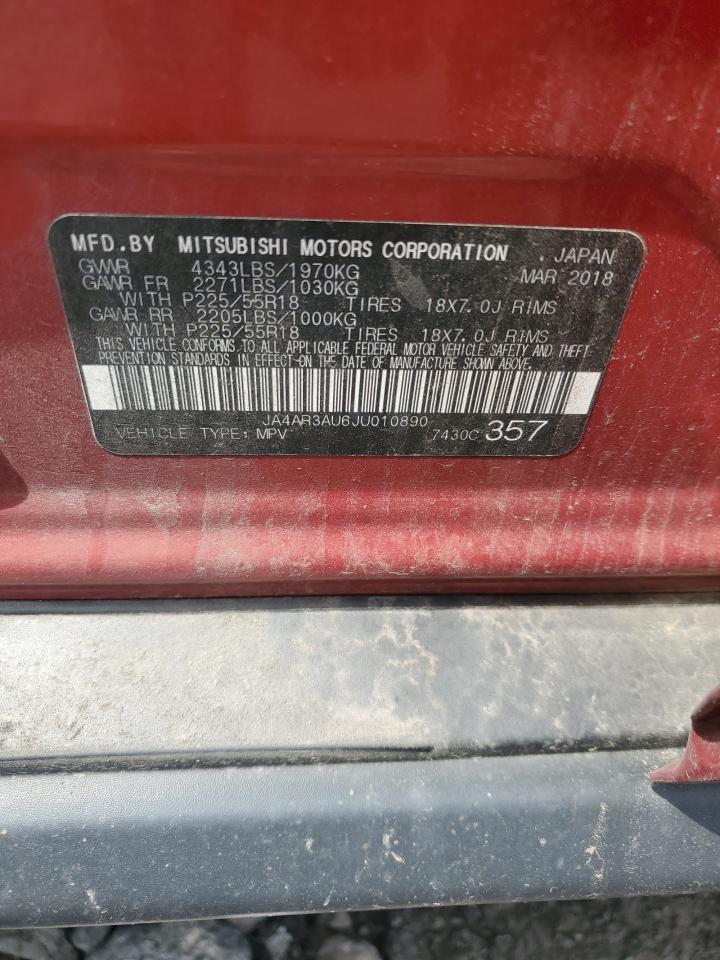 MFD.BY MITSUBISHI MOTORS CORPORATION . JAPAN
GVWR 4343LBS/1970KG MAR 2018
GAWR FR 2271LBS/1030KG
WITH P225/55R18 TIRES 18X7.0J RIMS
GAWR RR 2205LBS/1000KG
WITH P225/55R18 TIRES 18X7.0J RIMS
THIS VEHICLE CONFORMS TO ALL APPLICABLE FEDERAL MOTOR VEHICLE SAFETY AND THEFT
PREVENTION STANDARDS IN EFFECT ON THE DATE OF MANUFACTURE SHOWN ABOVE.
JA4AR3AU6JU010890
VEHICLE TYPE: MPV 7430C 357